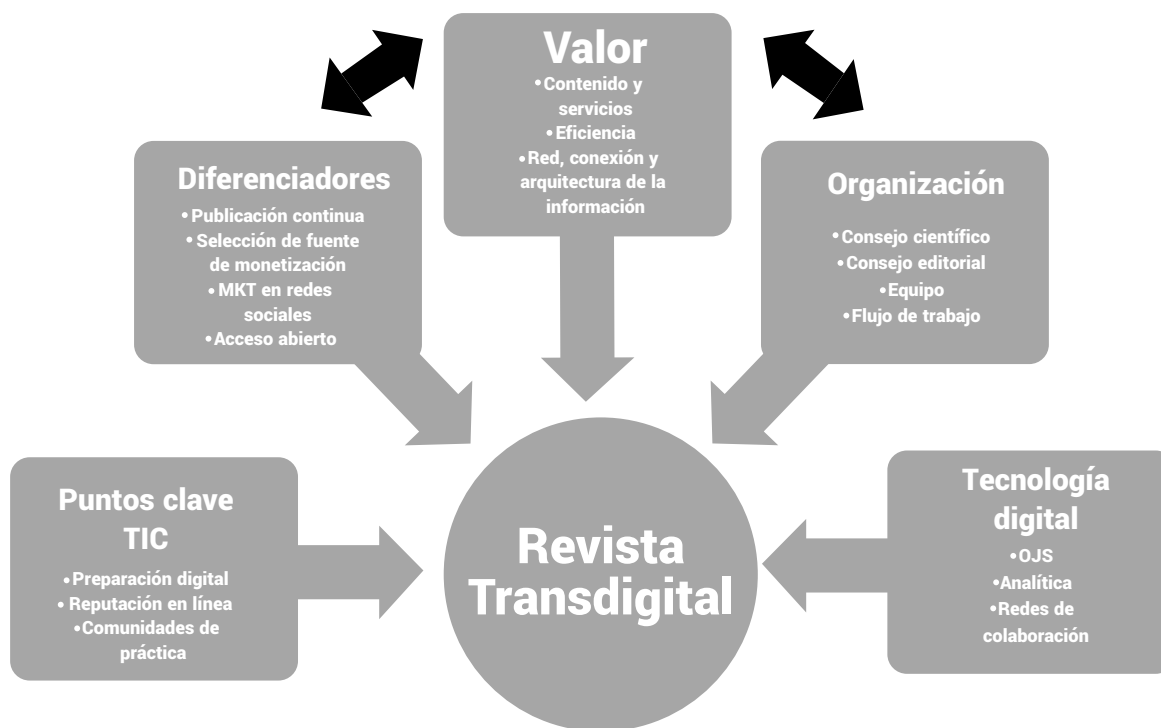 Valor
•Contenido y
servicios
•Eficiencia
•Red, conexión y
arquitectura de la
información
Diferenciadores
•Publicación continua
•Selección de fuente
de monetización
•MKT en redes
sociales
•Acceso abierto
Organización
•Consejo científico
•Consejo editorial
•Equipo
•Flujo de trabajo
Puntos clave
TIC
•Preparación digital
•Reputación en línea
•Comunidades de
práctica
Revista
Transdigital
Tecnología
digital
•OJS
•Analítica
•Redes de
colaboración